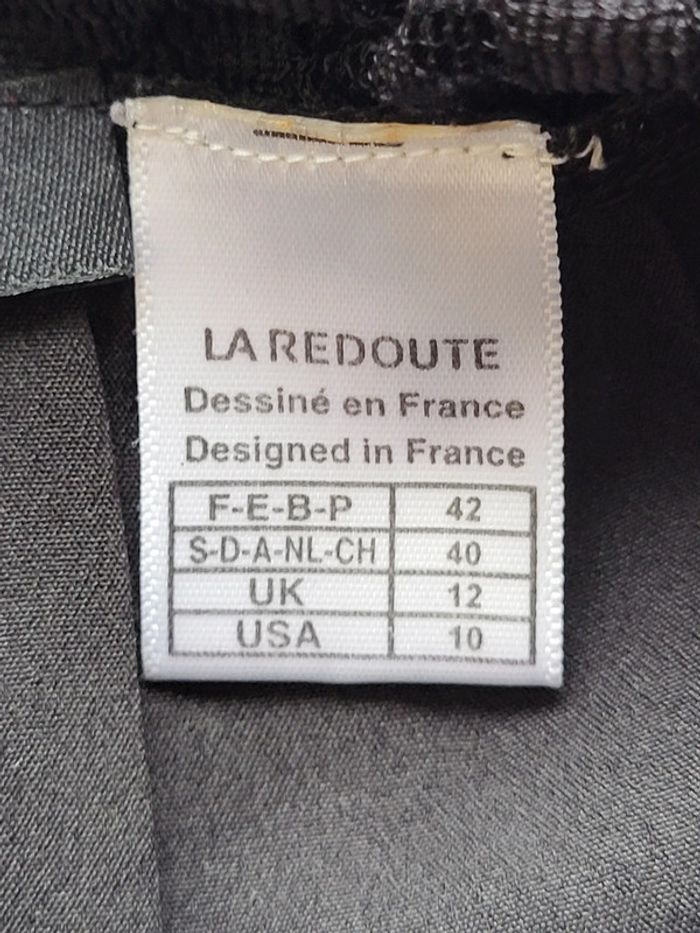 LA REDOUTE
Dessiné en France
Designed in France
F-E-B-P 42
S-D-A-NL-CH 40
UK 12
USA 10